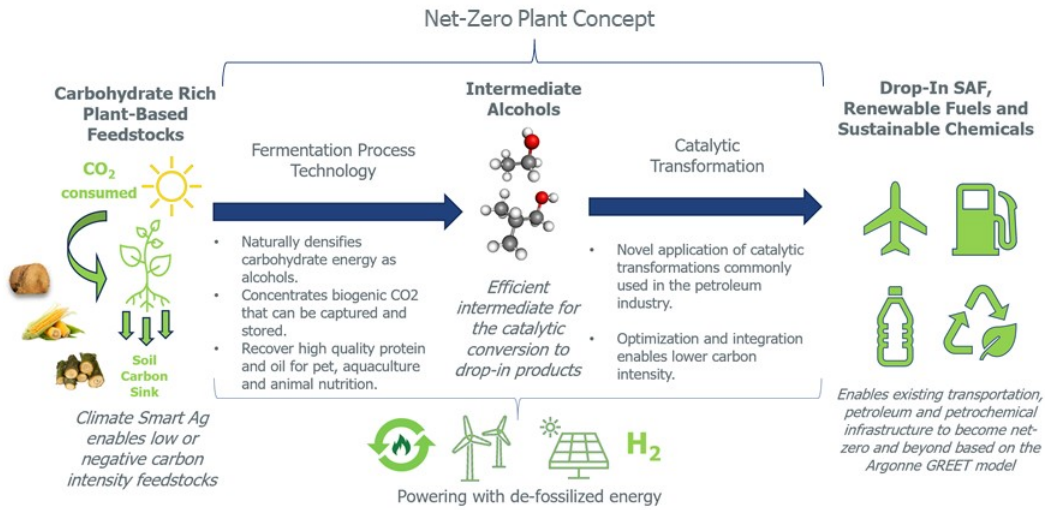 Net-Zero Plant Concept
Carbohydrate Rich
Plant-Based
Feedstocks
CO2
consumed
Soil
Carbon
Sink
Climate Smart Ag
enables low or
negative carbon
intensity feedstocks
Fermentation Process
Technology
• Naturally densifies
carbohydrate energy as
alcohols.
• Concentrates biogenic CO2
that can be captured and
stored.
• Recover high quality protein
and oil for pet, aquaculture
and animal nutrition.
Intermediate
Alcohols
Efficient
intermediate for
the catalytic
conversion to
drop-in products
Catalytic
Transformation
• Novel application of catalytic
transformations commonly
used in the petroleum
industry.
• Optimization and integration
enables lower carbon
intensity.
Drop-In SAF,
Renewable Fuels and
Sustainable Chemicals
Enables existing transportation,
petroleum and petrochemical
infrastructure to become net-
zero and beyond based on the
Argonne GREET model
H2
Powering with de-fossilized energy